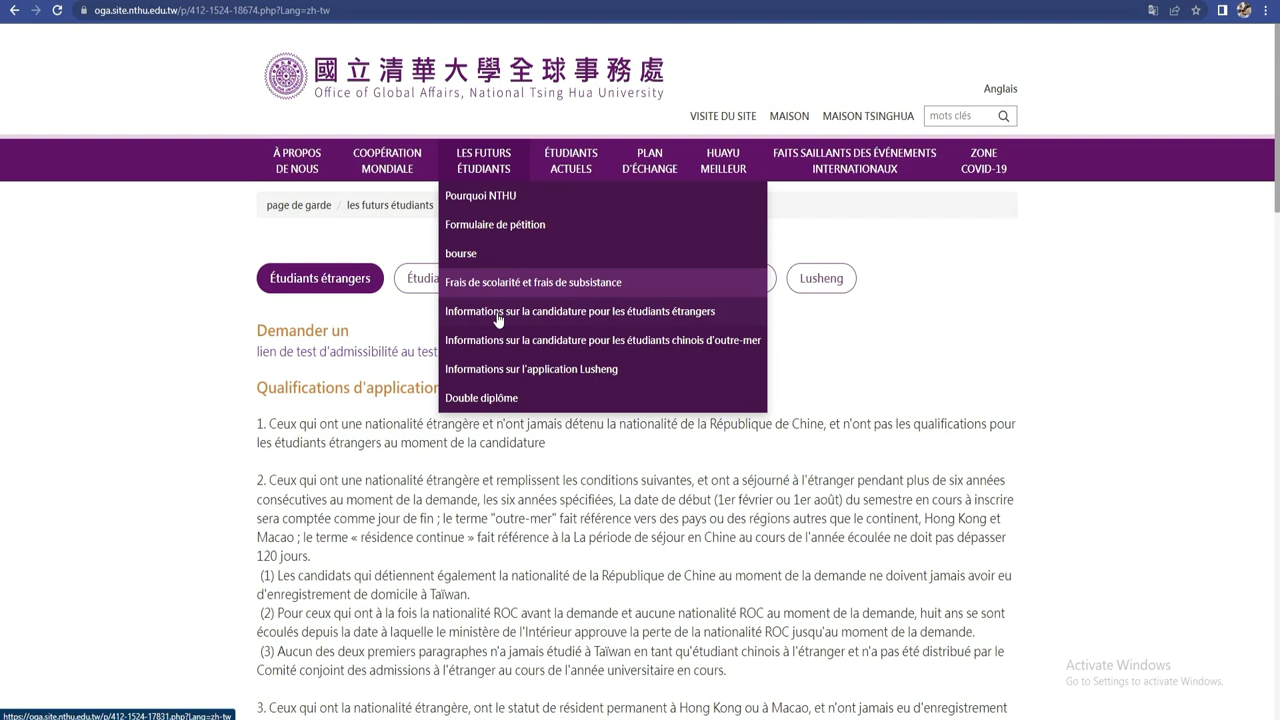 oga.site.nthu.edu.tw/p/412-1524-18674.php?Lang=zh-tw
國立清華大學全球事務處
Office of Global Affairs, National Tsing Hua University
Anglais
VISITE DU SITE MAISON MAISON TSINGHUA mots clés
À PROPOS DE NOUS
COOPÉRATION MONDIALE
LES FUTURS ÉTUDIANTS
ÉTUDIANTS ACTUELS
PLAN D'ÉCHANGE
HUAYU MEILLEUR
FAITS SAILLANTS DES ÉVÉNEMENTS INTERNATIONAUX
ZONE COVID-19
page de garde / les futurs étudiants
Pourquoi NTHU
Formulaire de pétition
bourse
Frais de scolarité et frais de subsistance
Informations sur la candidature pour les étudiants étrangers
Informations sur la candidature pour les étudiants chinois d'outre-mer
Informations sur l'application Lusheng
Double diplôme
Étudiants étrangers
Étudia
Lusheng
Demander un
lien de test d'admissibilité au test
Qualifications d'application
1. Ceux qui ont une nationalité étrangère et n'ont jamais détenu la nationalité de la République de Chine, et n'ont pas les qualifications pour
les étudiants étrangers au moment de la candidature
2. Ceux qui ont une nationalité étrangère et remplissent les conditions suivantes, et ont a séjourné à l'étranger pendant plus de six années
consécutives au moment de la demande, les six années spécifiées, La date de début (1er février ou 1er août) du semestre en cours à inscrire
sera comptée comme jour de fin ; le terme "outre-mer" fait référence vers des pays ou des régions autres que le continent, Hong Kong et
Macao ; le terme « résidence continue » fait référence à la La période de séjour en Chine au cours de l'année écoulée ne doit pas dépasser
120 jours.
(1) Les candidats qui détiennent également la nationalité de la République de Chine au moment de la demande ne doivent jamais avoir eu
d'enregistrement de domicile à Taïwan.
(2) Pour ceux qui ont à la fois la nationalité ROC avant la demande et aucune nationalité ROC au moment de la demande, huit ans se sont
écoulés depuis la date à laquelle le ministère de l'Intérieur approuve la perte de la nationalité ROC jusqu'au moment de la demande.
(3) Aucun des deux premiers paragraphes n'a jamais étudié à Taïwan en tant qu'étudiant chinois à l'étranger et n'a pas été distribué par le
Comité conjoint des admissions à l'étranger au cours de l'année universitaire en cours.
3. Ceux qui ont la nationalité étrangère, ont le statut de résident permanent à Hong Kong ou à Macao, et n'ont jamais eu d'enregistrement
Activate Windows
Go to Settings to activate Windows.
https://oga.site.nthu.edu.tw/p/412-1524-17831.php?Lang=zh-tw